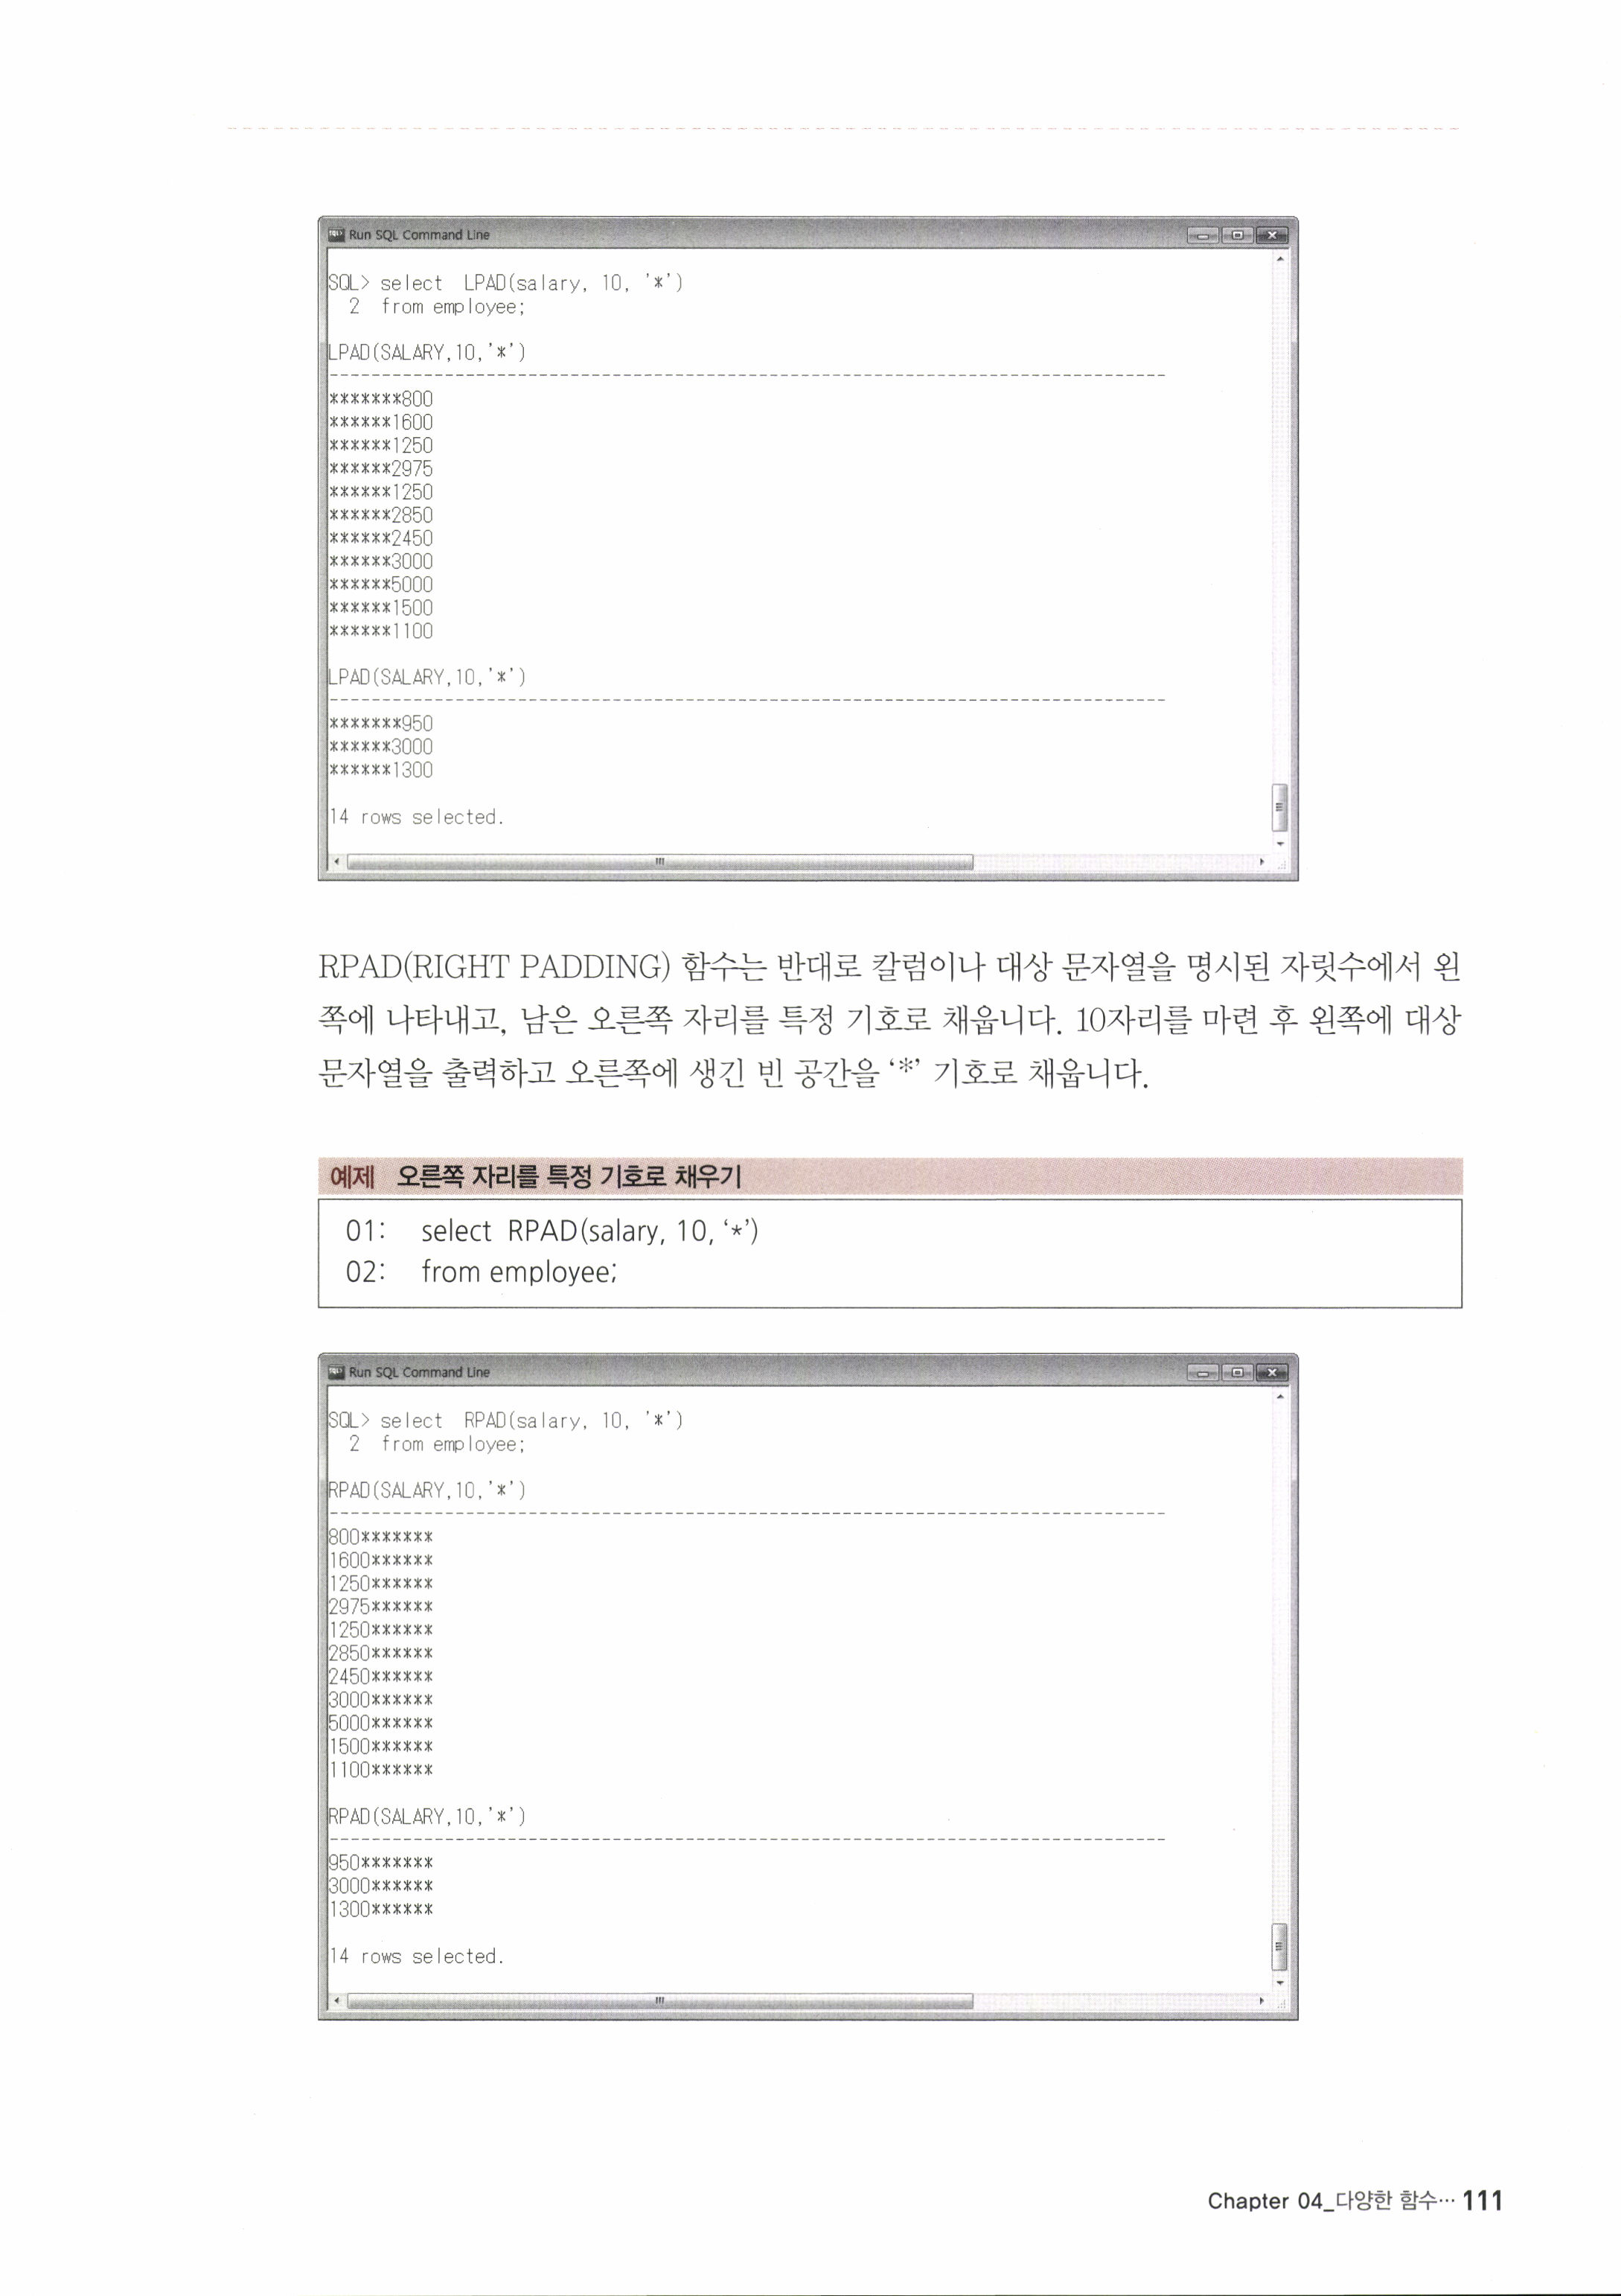 Run SQL Command Line
SQL> select  LPAD(salary, 10, '*')
  2  from employee;
LPAD(SALARY,10,'*')
--------------------------------------------------------------------------------
*******800
******1600
******1250
******2975
******1250
******2850
******2450
******3000
******5000
******1500
******1100
LPAD(SALARY,10,'*')
--------------------------------------------------------------------------------
*******950
******3000
******1300
14 rows selected.
RPAD(RIGHT PADDING) 함수는 반대로 칼럼이나 대상 문자열을 명시된 자릿수에서 왼
쪽에 나타내고, 남은 오른쪽 자리를 특정 기호로 채웁니다. 10자리를 마련 후 왼쪽에 대상
문자열을 출력하고 오른쪽에 생긴 빈 공간을 ‘*’ 기호로 채웁니다.
예제 오른쪽 자리를 특정 기호로 채우기
01: select RPAD(salary, 10, ‘*’)
02: from employee;
Run SQL Command Line
SQL> select  RPAD(salary, 10, '*')
  2  from employee;
RPAD(SALARY,10,'*')
--------------------------------------------------------------------------------
800*******
1600******
1250******
2975******
1250******
2850******
2450******
3000******
5000******
1500******
1100******
RPAD(SALARY,10,'*')
--------------------------------------------------------------------------------
950*******
3000******
1300******
14 rows selected.
Chapter 04_다양한 함수··· 111